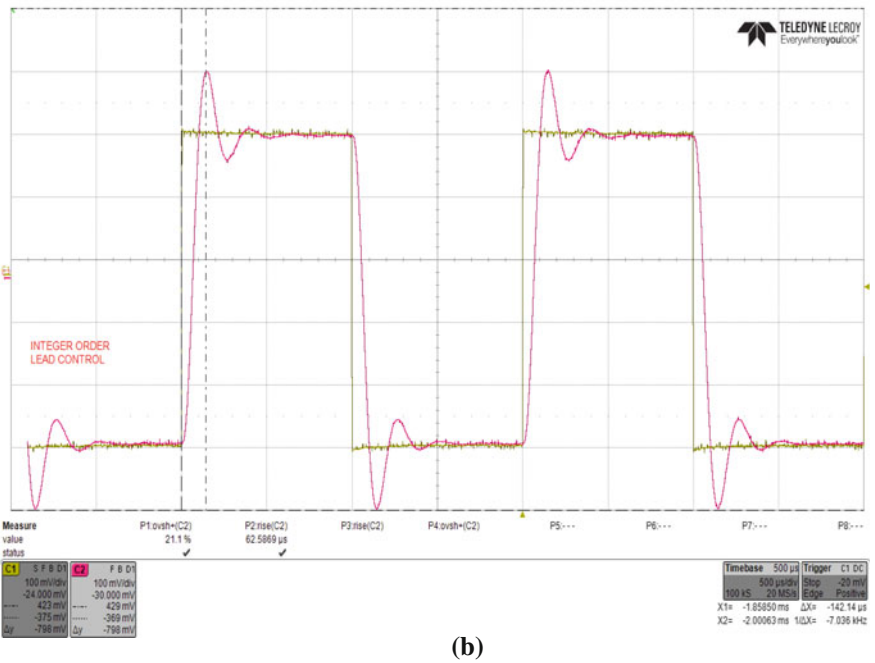 TELEDYNE LECROY
Everywhereyoulook"
INTEGER ORDER
LEAD CONTROL
Measure P1:ovsh+(C2) P2:rise(C2) P3:rise(C2) P4:ovsh+(C2) P5:--- P6:--- P7:--- P8:---
value 21.1 % 62.5869 µs
status ✔ ✔
C1 S F B D1
100 mV/div
-24.000 mV
423 mV
-375 mV
Δy -798 mV
C2 F B D1
100 mV/div
-30.000 mV
429 mV
-369 mV
Δy -798 mV
Timebase 500 µs
500 µs/div
100 kS 20 MS/s
Trigger C1 DC
Stop -20 mV
Edge Positive
X1= -1.85850 ms ΔX= -142.14 µs
X2= -2.00063 ms 1/ΔX= -7.036 kHz
(b)